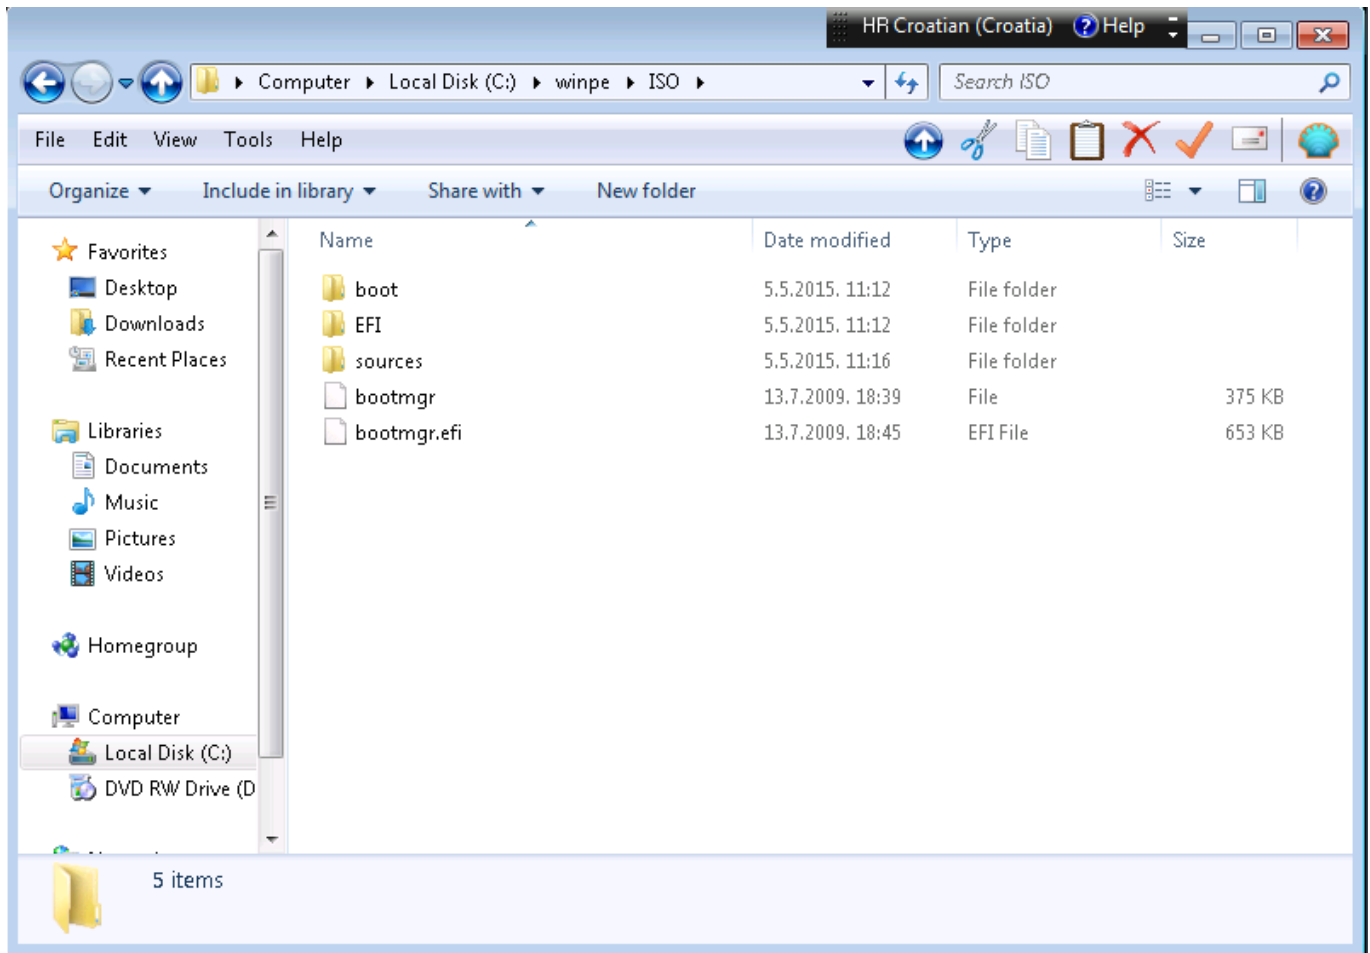 HR Croatian (Croatia) Help
Computer Local Disk (C:) winpe ISO Search ISO
File Edit View Tools Help
Organize Include in library Share with New folder
Name Date modified Type Size
Favorites
Desktop
Downloads
Recent Places
Libraries
Documents
Music
Pictures
Videos
Homegroup
Computer
Local Disk (C:)
DVD RW Drive (D
boot 5.5.2015. 11:12 File folder
EFI 5.5.2015. 11:12 File folder
sources 5.5.2015. 11:16 File folder
bootmgr 13.7.2009. 18:39 File 375 KB
bootmgr.efi 13.7.2009. 18:45 EFI File 653 KB
5 items